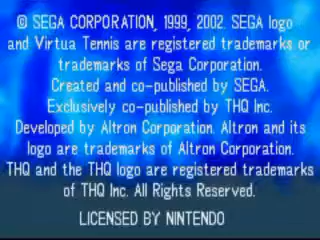 © SEGA CORPORATION, 1999, 2002. SEGA logo
and Virtua Tennis are registered trademarks or
trademarks of Sega Corporation.
Created and co-published by SEGA.
Exclusively co-published by THQ Inc.
Developed by Altron Corporation. Altron and its
logo are trademarks of Altron Corporation.
THQ and the THQ logo are registered trademarks
of THQ Inc. All Rights Reserved.
LICENSED BY NINTENDO